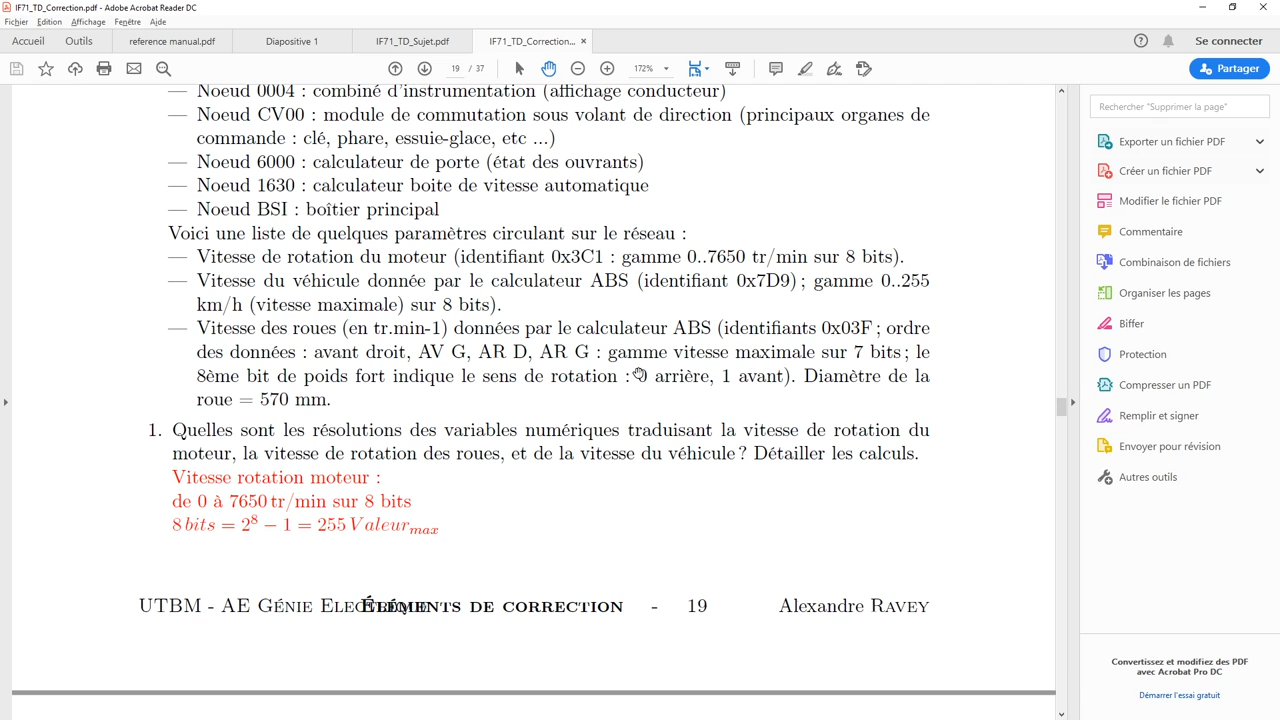 IF71_TD_Correction.pdf - Adobe Acrobat Reader DC
Fichier Edition Affichage Fenêtre Aide
Accueil Outils reference manual.pdf Diapositive 1 IF71_TD_Sujet.pdf IF71_TD_Correction... × Se connecter
19 / 37 172% Partager
— Noeud 0004 : combiné d'instrumentation (affichage conducteur)
— Noeud CV00 : module de commutation sous volant de direction (principaux organes de
commande : clé, phare, essuie-glace, etc ...)
— Noeud 6000 : calculateur de porte (état des ouvrants)
— Noeud 1630 : calculateur boite de vitesse automatique
— Noeud BSI : boîtier principal
Voici une liste de quelques paramètres circulant sur le réseau :
— Vitesse de rotation du moteur (identifiant 0x3C1 : gamme 0..7650 tr/min sur 8 bits).
— Vitesse du véhicule donnée par le calculateur ABS (identifiant 0x7D9) ; gamme 0..255
km/h (vitesse maximale) sur 8 bits).
— Vitesse des roues (en tr.min-1) données par le calculateur ABS (identifiants 0x03F ; ordre
des données : avant droit, AV G, AR D, AR G : gamme vitesse maximale sur 7 bits ; le
8ème bit de poids fort indique le sens de rotation : 0 arrière, 1 avant). Diamètre de la
roue = 570 mm.
1. Quelles sont les résolutions des variables numériques traduisant la vitesse de rotation du
moteur, la vitesse de rotation des roues, et de la vitesse du véhicule ? Détailler les calculs.
Vitesse rotation moteur :
de 0 à 7650 tr/min sur 8 bits
8 bits = 2⁸ − 1 = 255 Valeur_max
UTBM - AE Génie Elec Éléments de correction - 19 Alexandre Ravey
Rechercher "Supprimer la page"
Exporter un fichier PDF
Créer un fichier PDF
Modifier le fichier PDF
Commentaire
Combinaison de fichiers
Organiser les pages
Biffer
Protection
Compresser un PDF
Remplir et signer
Envoyer pour révision
Autres outils
Convertissez et modifiez des PDF
avec Acrobat Pro DC
Démarrer l'essai gratuit